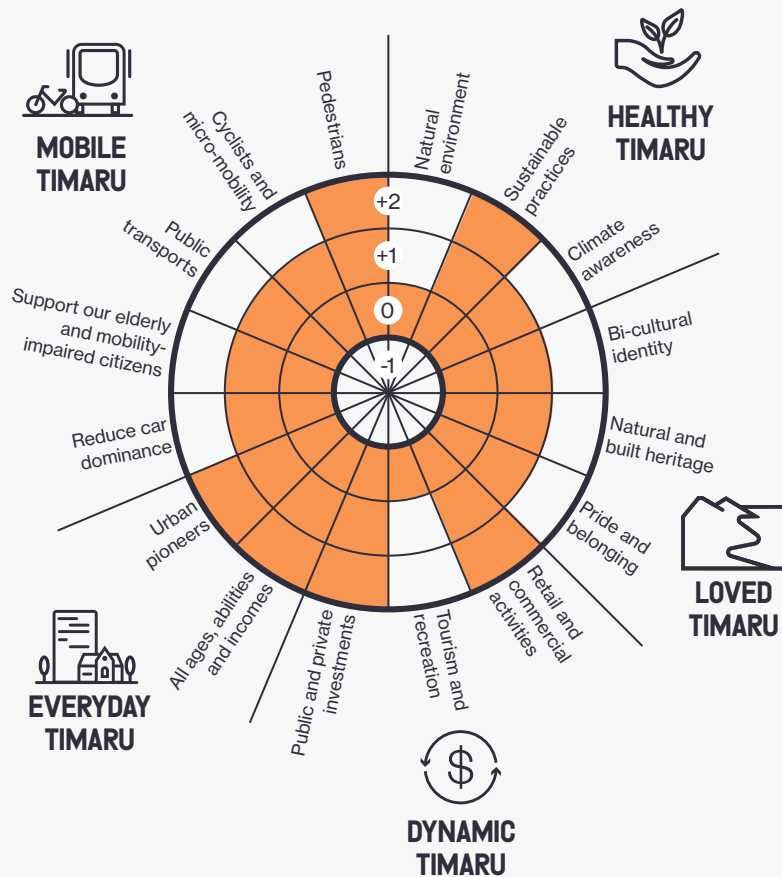 MOBILE
TIMARU
HEALTHY
TIMARU
Pedestrians
Natural
environment
Cyclists and
micro-mobility
Sustainable
practices
Public
transports
Climate
awareness
Support our elderly
and mobility-
impaired citizens
Bi-cultural
identity
+2
+1
0
-1
Reduce car
dominance
Natural and
built heritage
Urban
pioneers
Pride and
belonging
All ages, abilities
and incomes
Retail and
commercial
activities
Public and private
investments
Tourism and
recreation
LOVED
TIMARU
EVERYDAY
TIMARU
$
DYNAMIC
TIMARU